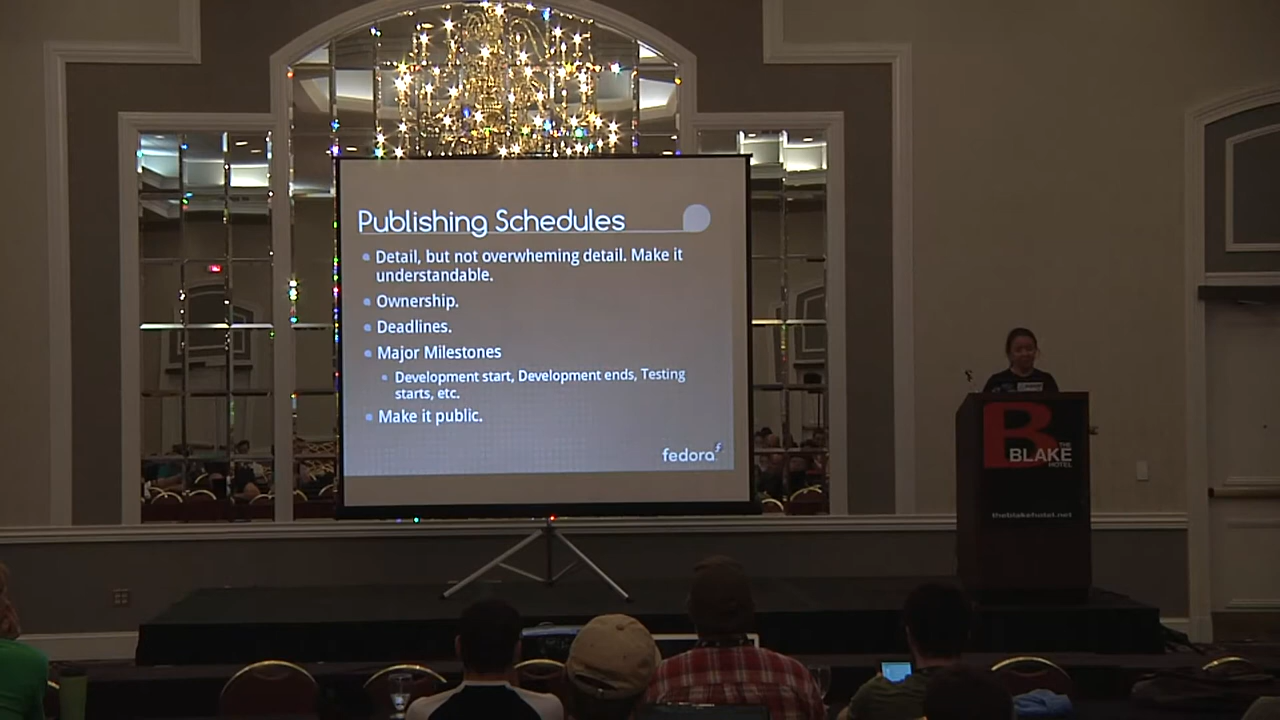 Publishing Schedules
Detail, but not overwheming detail. Make it
understandable.
Ownership.
Deadlines.
Major Milestones
Development start, Development ends, Testing
starts, etc.
Make it public.
fedora
B
THE
BLAKE
HOTEL
theblakehotel.net